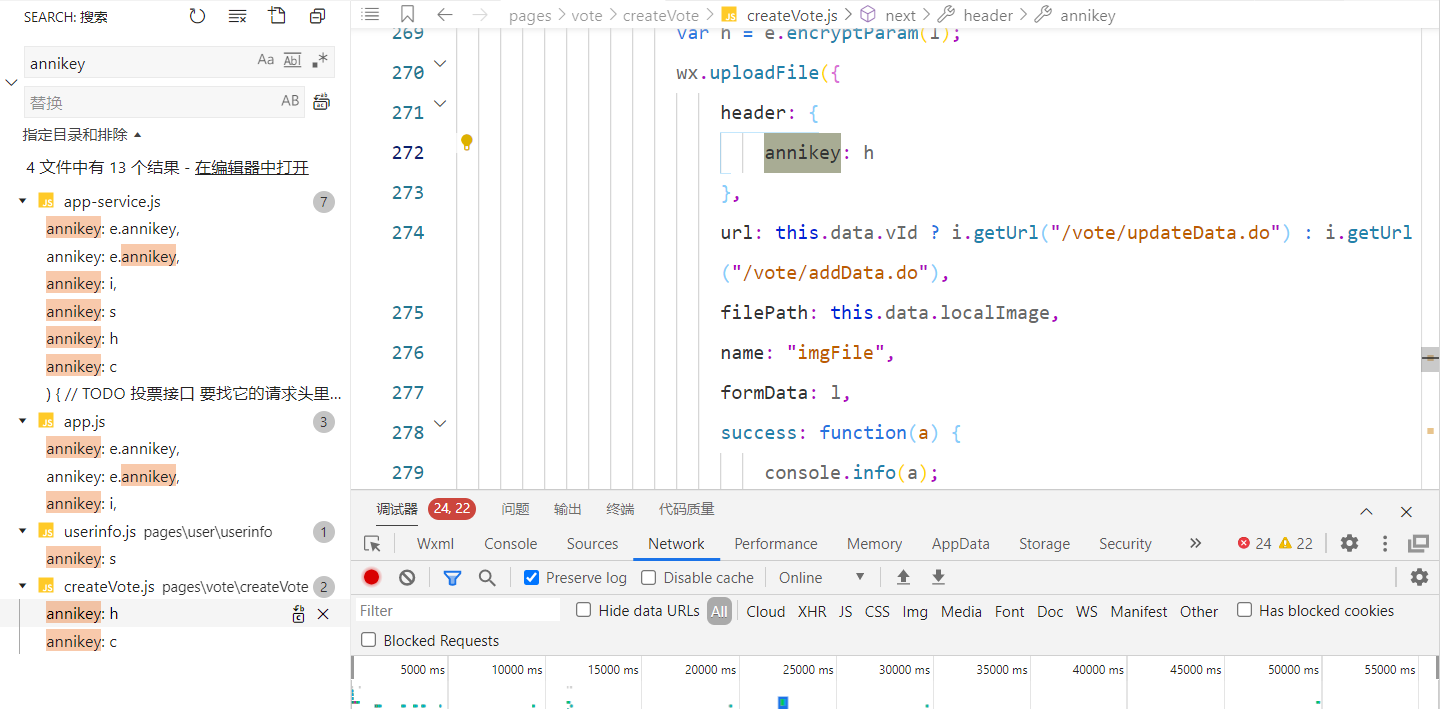 SEARCH: 搜索
annikey
Aa Abl .*
替换
AB
指定目录和排除
4 文件中有 13 个结果 - 在编辑器中打开
JS app-service.js 7
annikey: e.annikey,
annikey: e.annikey,
annikey: i,
annikey: s
annikey: h
annikey: c
) { // TODO 投票接口 要找它的请求头里...
JS app.js 3
annikey: e.annikey,
annikey: e.annikey,
annikey: i,
JS userinfo.js pages\user\userinfo 1
annikey: s
JS createVote.js pages\vote\createVote 2
annikey: h
annikey: c
pages > vote > createVote > JS createVote.js > next > header > annikey
269 var h = e.encryptParam(l);
270 wx.uploadFile({
271 header: {
272 annikey: h
273 },
274 url: this.data.vId ? i.getUrl("/vote/updateData.do") : i.getUrl
("/vote/addData.do"),
275 filePath: this.data.localImage,
276 name: "imgFile",
277 formData: l,
278 success: function(a) {
279 console.info(a);
调试器 24, 22 问题 输出 终端 代码质量
Wxml Console Sources Network Performance Memory AppData Storage Security » 24 22
Preserve log Disable cache Online
Filter Hide data URLs All Cloud XHR JS CSS Img Media Font Doc WS Manifest Other Has blocked cookies
Blocked Requests
5000 ms 10000 ms 15000 ms 20000 ms 25000 ms 30000 ms 35000 ms 40000 ms 45000 ms 50000 ms 55000 ms